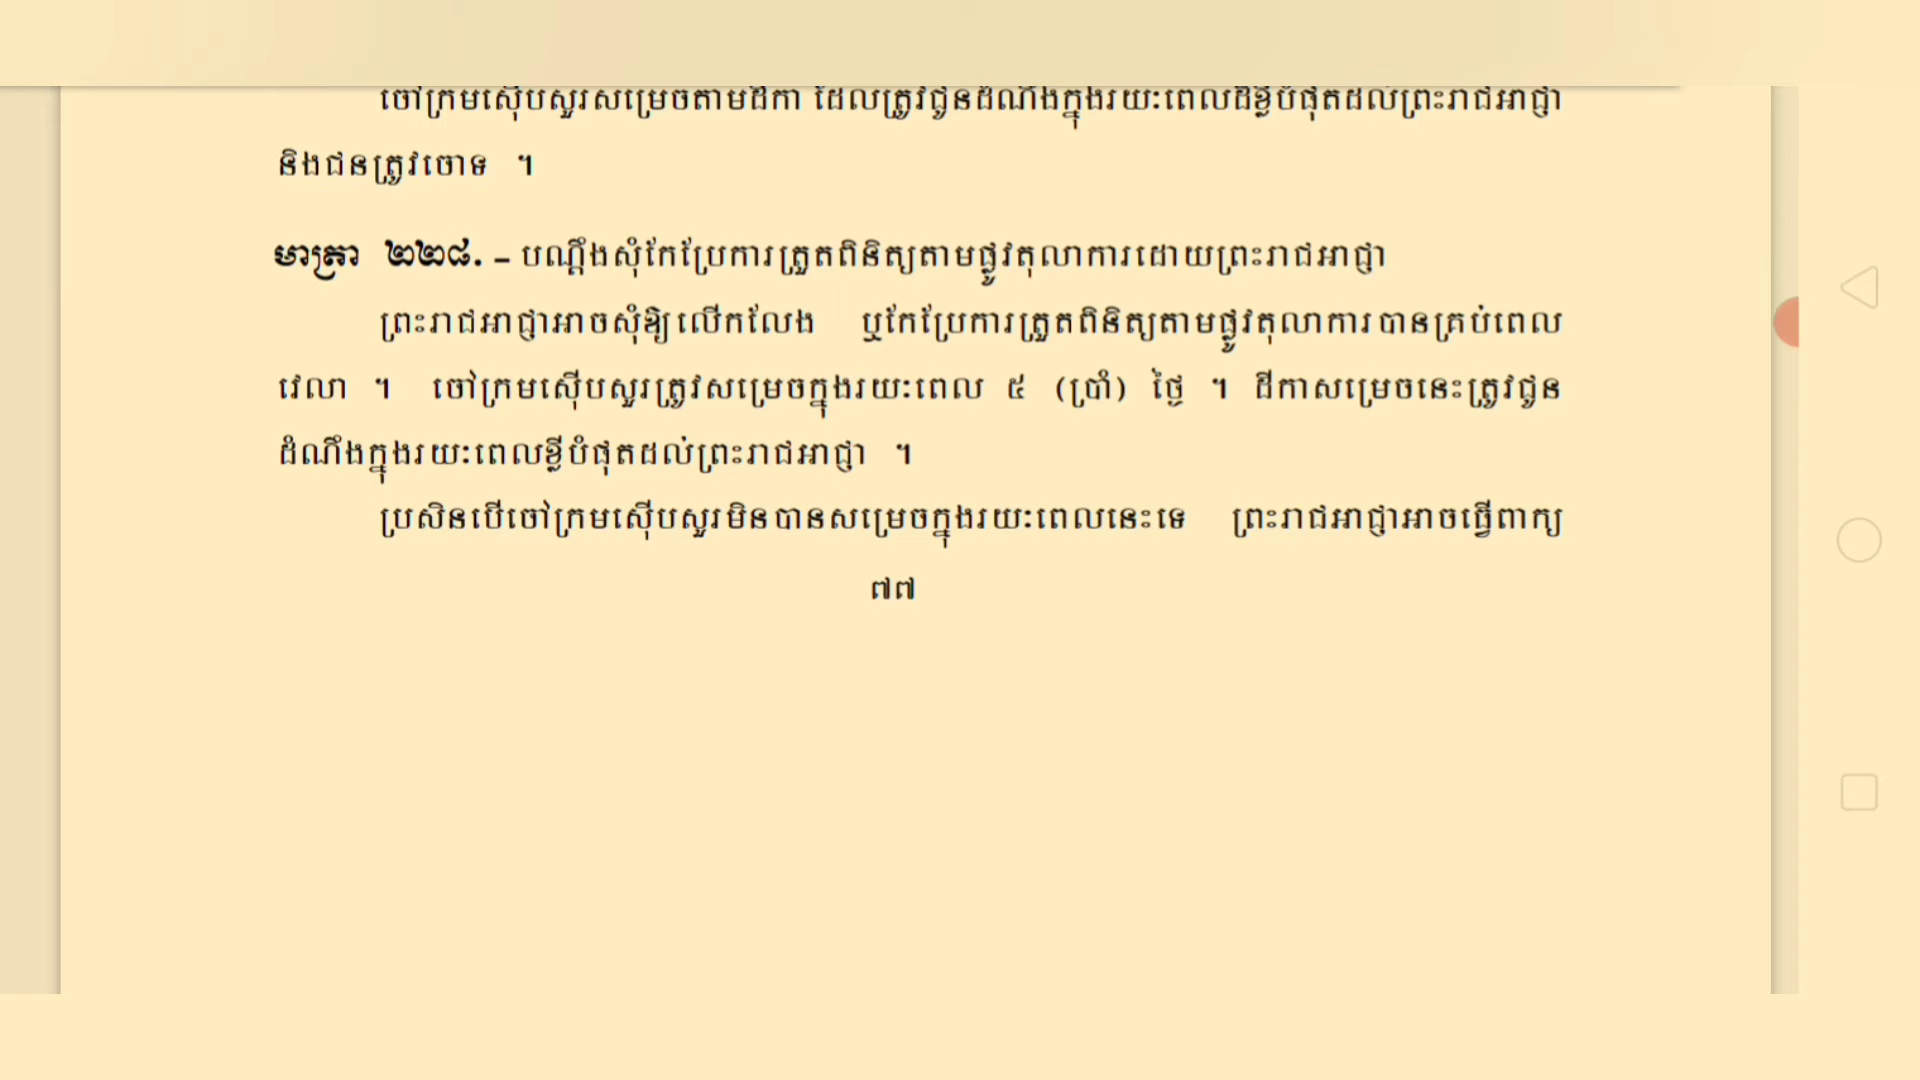 ចៅក្រមស៊ើបសួរសម្រេចតាមដីកា ដែលត្រូវជូនដំណឹងក្នុងរយៈពេលដ៏ខ្លីបំផុតដល់ព្រះរាជអាជ្ញា
និងជនត្រូវចោទ ។
មាត្រា ២២៨. – បណ្ដឹងសុំកែប្រែការត្រួតពិនិត្យតាមផ្លូវតុលាការដោយព្រះរាជអាជ្ញា
ព្រះរាជអាជ្ញាអាចសុំឱ្យលើកលែង ឬកែប្រែការត្រួតពិនិត្យតាមផ្លូវតុលាការបានគ្រប់ពេល
វេលា ។ ចៅក្រមស៊ើបសួរត្រូវសម្រេចក្នុងរយៈពេល ៥ (ប្រាំ) ថ្ងៃ ។ ដីកាសម្រេចនេះត្រូវជូន
ដំណឹងក្នុងរយៈពេលខ្លីបំផុតដល់ព្រះរាជអាជ្ញា ។
ប្រសិនបើចៅក្រមស៊ើបសួរមិនបានសម្រេចក្នុងរយៈពេលនេះទេ ព្រះរាជអាជ្ញាអាចធ្វើពាក្យ
៧៧